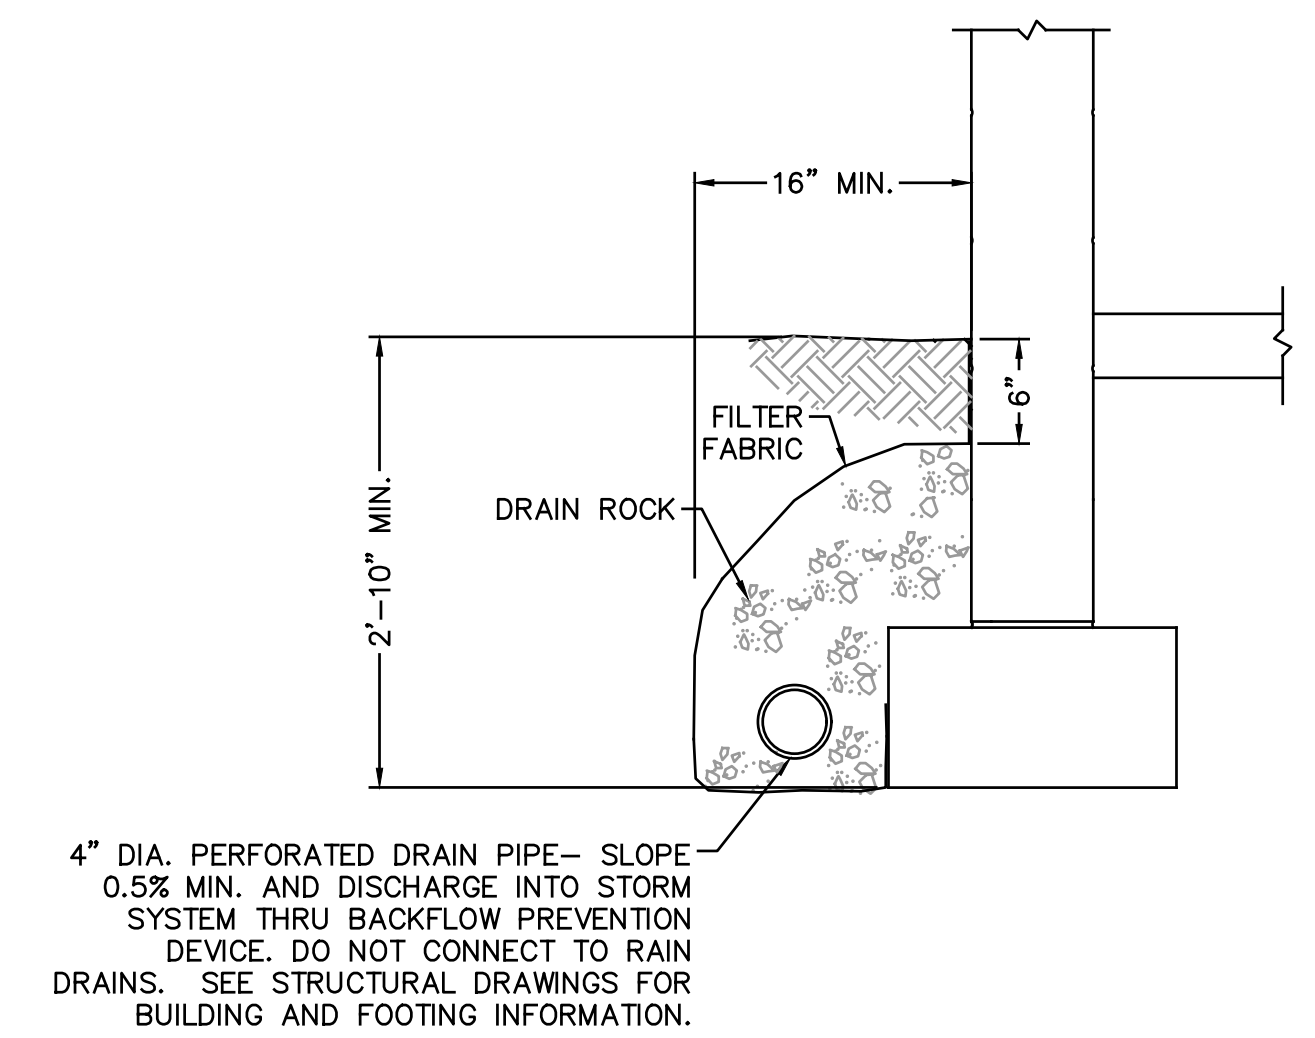 16” MIN.
6”
FILTER
FABRIC
DRAIN ROCK
2’–10” MIN.
4” DIA. PERFORATED DRAIN PIPE– SLOPE
0.5% MIN. AND DISCHARGE INTO STORM
SYSTEM THRU BACKFLOW PREVENTION
DEVICE. DO NOT CONNECT TO RAIN
DRAINS. SEE STRUCTURAL DRAWINGS FOR
BUILDING AND FOOTING INFORMATION.